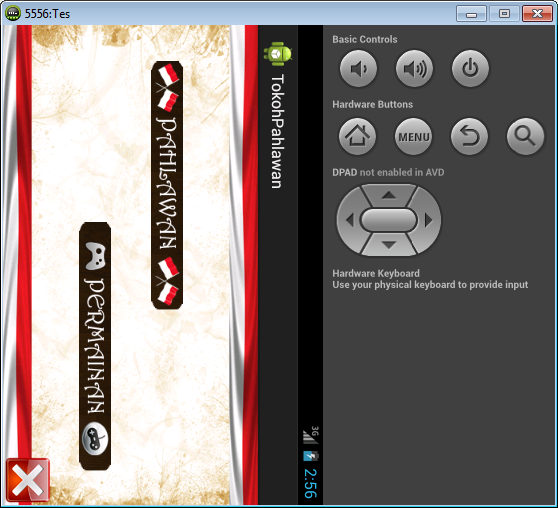 5556:Tes
TokohPahlawan
3G
2:56
PAHLAWAN
PERMAINAN
Basic Controls
Hardware Buttons
MENU
DPAD not enabled in AVD
Hardware Keyboard
Use your physical keyboard to provide input